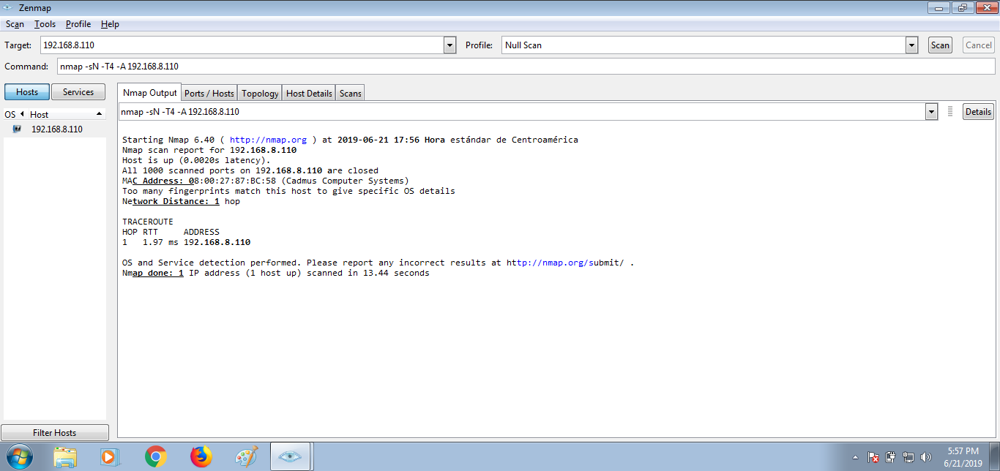 Zenmap
Scan Tools Profile Help
Target: 192.168.8.110 Profile: Null Scan Scan Cancel
Command: nmap -sN -T4 -A 192.168.8.110
Hosts Services
Nmap Output Ports / Hosts Topology Host Details Scans
OS Host
192.168.8.110
nmap -sN -T4 -A 192.168.8.110 Details
Starting Nmap 6.40 ( http://nmap.org ) at 2019-06-21 17:56 Hora estándar de Centroamérica
Nmap scan report for 192.168.8.110
Host is up (0.0020s latency).
All 1000 scanned ports on 192.168.8.110 are closed
MAC Address: 08:00:27:87:BC:58 (Cadmus Computer Systems)
Too many fingerprints match this host to give specific OS details
Network Distance: 1 hop
TRACEROUTE
HOP RTT ADDRESS
1 1.97 ms 192.168.8.110
OS and Service detection performed. Please report any incorrect results at http://nmap.org/submit/ .
Nmap done: 1 IP address (1 host up) scanned in 13.44 seconds
Filter Hosts
5:57 PM
6/21/2019